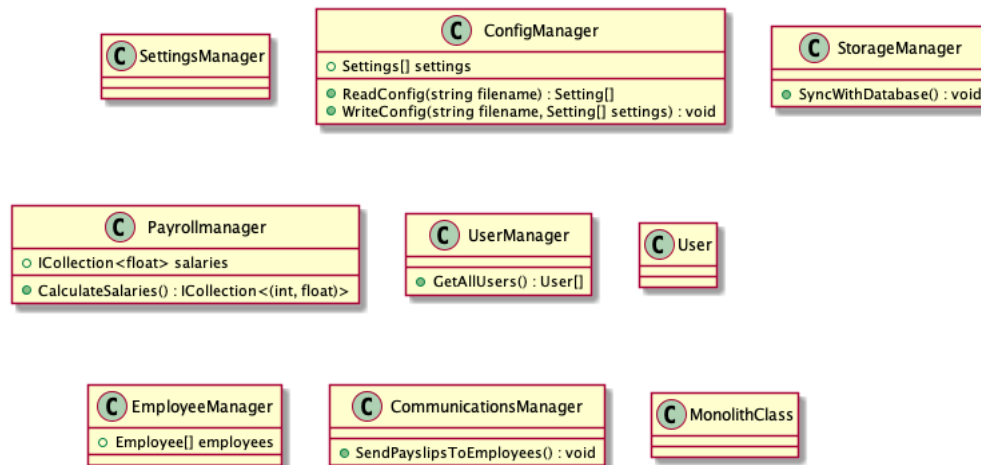 C SettingsManager
C ConfigManager
Settings[] settings
ReadConfig(string filename) : Setting[]
WriteConfig(string filename, Setting[] settings) : void
C StorageManager
SyncWithDatabase() : void
C Payrollmanager
ICollection<float> salaries
CalculateSalaries() : ICollection<(int, float)>
C UserManager
GetAllUsers() : User[]
C User
C EmployeeManager
Employee[] employees
C CommunicationsManager
SendPayslipsToEmployees() : void
C MonolithClass